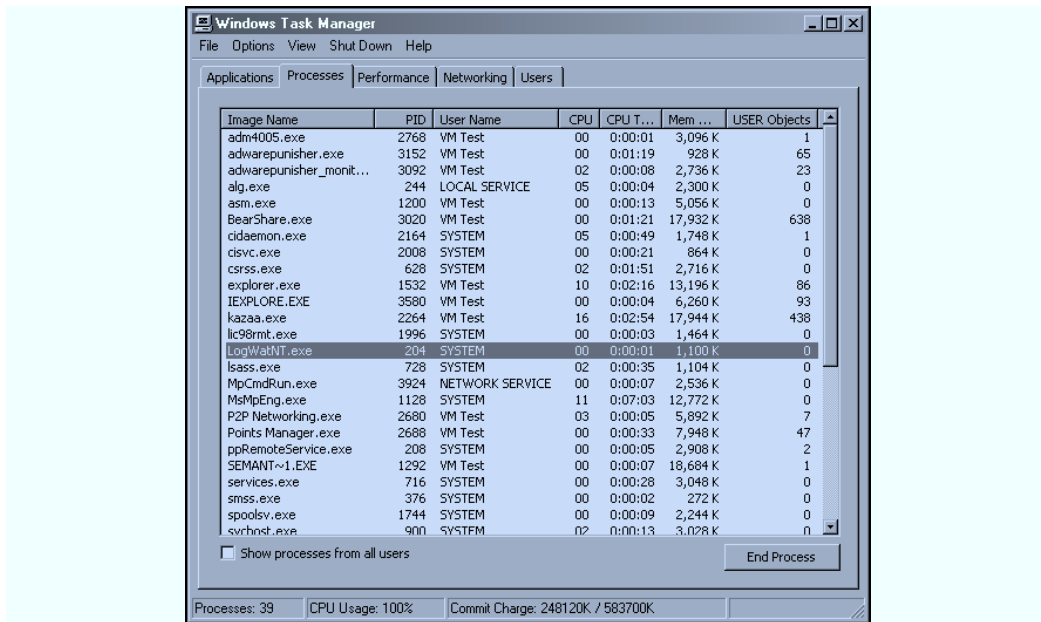 Windows Task Manager
File Options View Shut Down Help
Applications Processes Performance Networking Users
Image Name PID User Name CPU CPU T... Mem ... USER Objects
adm4005.exe 2768 VM Test 00 0:00:01 3,096 K 1
adwarepunisher.exe 3152 VM Test 00 0:01:19 928 K 65
adwarepunisher_monit... 3092 VM Test 02 0:00:08 2,736 K 23
alg.exe 244 LOCAL SERVICE 05 0:00:04 2,300 K 0
asm.exe 1200 VM Test 00 0:00:13 5,056 K 0
BearShare.exe 3020 VM Test 00 0:01:21 17,932 K 638
cidaemon.exe 2164 SYSTEM 05 0:00:49 1,748 K 1
cisvc.exe 2008 SYSTEM 00 0:00:21 864 K 0
csrss.exe 628 SYSTEM 02 0:01:51 2,716 K 0
explorer.exe 1532 VM Test 10 0:02:16 13,196 K 86
IEXPLORE.EXE 3580 VM Test 00 0:00:04 6,260 K 93
kazaa.exe 2264 VM Test 16 0:02:54 17,944 K 438
lic98rmt.exe 1996 SYSTEM 00 0:00:03 1,464 K 0
LogWatNT.exe 204 SYSTEM 00 0:00:01 1,100 K 0
lsass.exe 728 SYSTEM 02 0:00:35 1,104 K 0
MpCmdRun.exe 3924 NETWORK SERVICE 00 0:00:07 2,536 K 0
MsMpEng.exe 1128 SYSTEM 11 0:07:03 12,772 K 0
P2P Networking.exe 2680 VM Test 03 0:00:05 5,892 K 7
Points Manager.exe 2688 VM Test 00 0:00:33 7,948 K 47
ppRemoteService.exe 208 SYSTEM 00 0:00:05 2,908 K 2
SEMANT~1.EXE 1292 VM Test 00 0:00:07 18,684 K 1
services.exe 716 SYSTEM 00 0:00:28 3,048 K 0
smss.exe 376 SYSTEM 00 0:00:02 272 K 0
spoolsv.exe 1744 SYSTEM 00 0:00:09 2,244 K 0
svchost.exe 900 SYSTEM 02 0:00:13 3,028 K 0
Show processes from all users
End Process
Processes: 39 CPU Usage: 100% Commit Charge: 248120K / 583700K